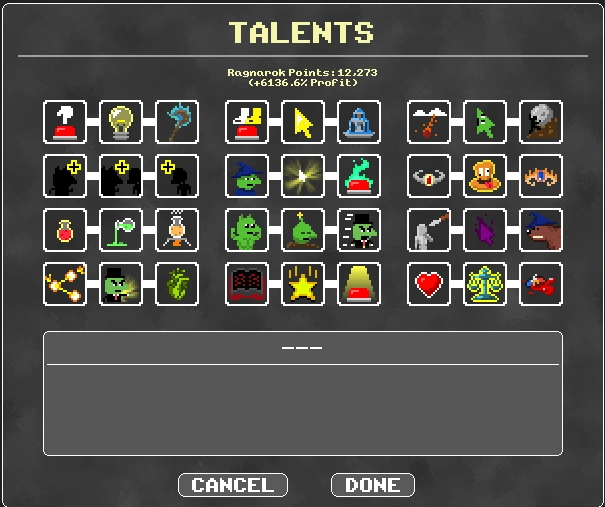 TALENTS
Ragnarok Points: 12,273
(+6136.6% Profit)
---
CANCEL
DONE